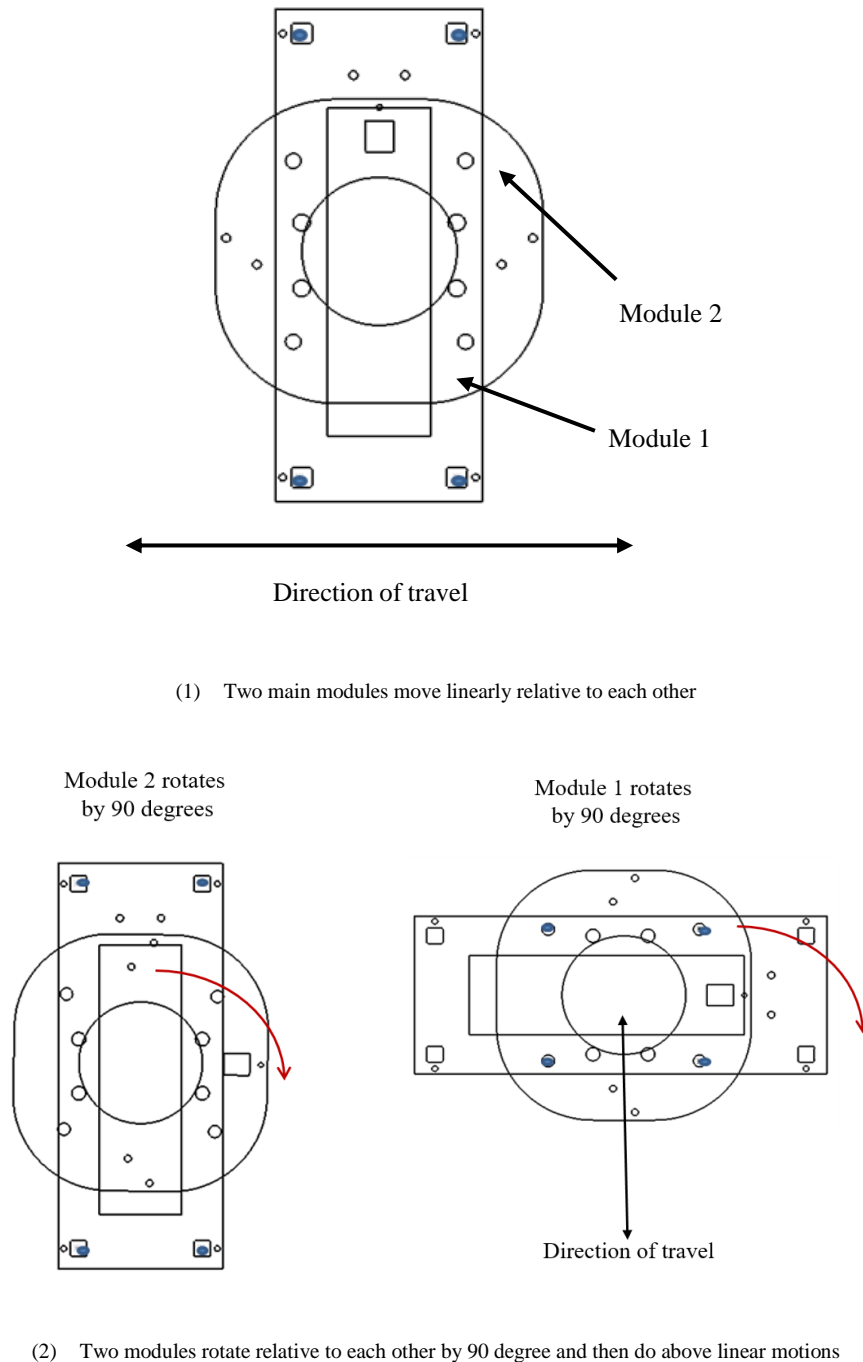 Module 2
Module 1
Direction of travel
(1) Two main modules move linearly relative to each other
Module 2 rotates
by 90 degrees
Module 1 rotates
by 90 degrees
Direction of travel
(2) Two modules rotate relative to each other by 90 degree and then do above linear motions